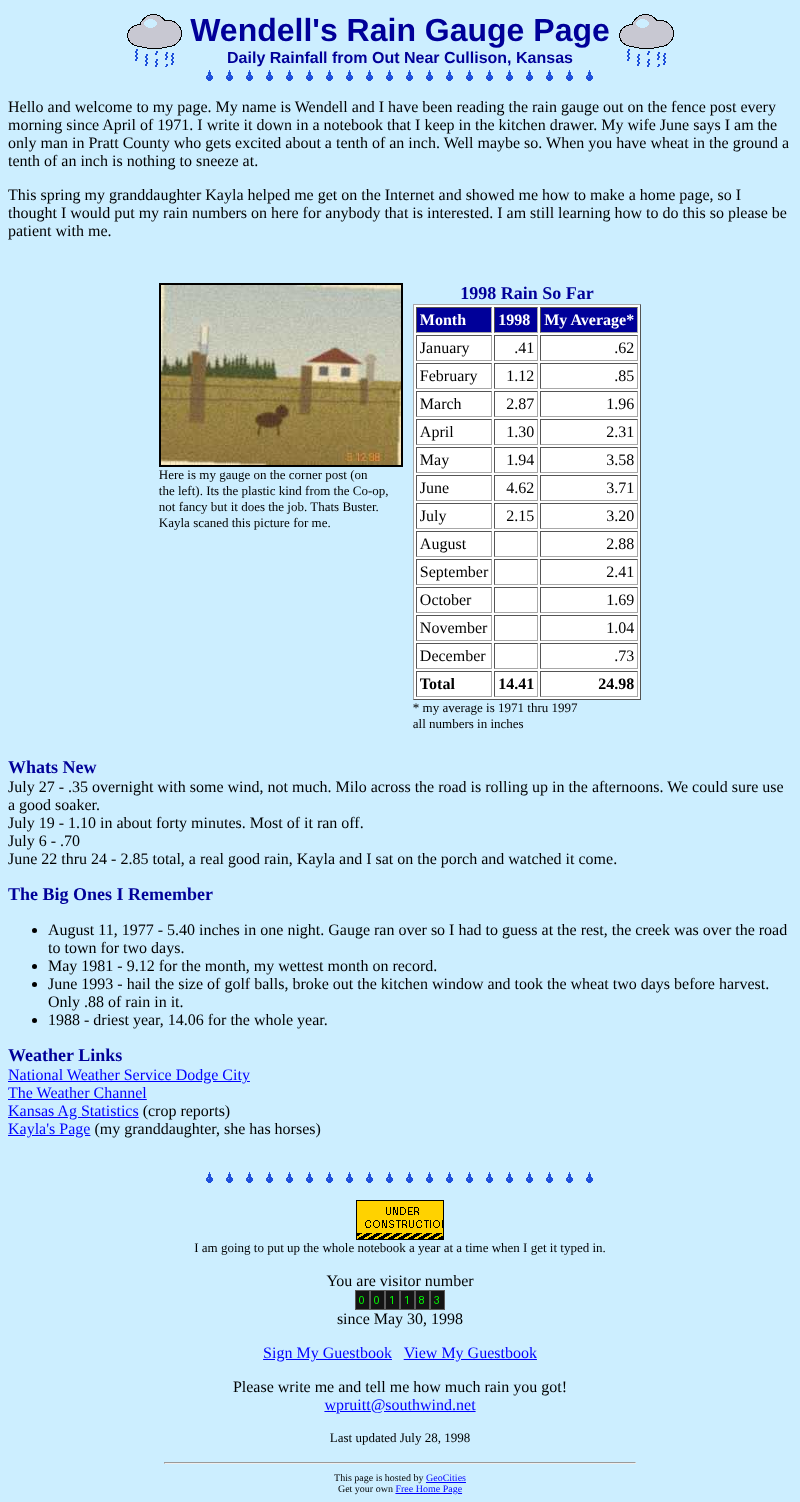 Wendell's Rain Gauge Page
Daily Rainfall from Out Near Cullison, Kansas
Hello and welcome to my page. My name is Wendell and I have been reading the rain gauge out on the fence post every
morning since April of 1971. I write it down in a notebook that I keep in the kitchen drawer. My wife June says I am the
only man in Pratt County who gets excited about a tenth of an inch. Well maybe so. When you have wheat in the ground a
tenth of an inch is nothing to sneeze at.
This spring my granddaughter Kayla helped me get on the Internet and showed me how to make a home page, so I
thought I would put my rain numbers on here for anybody that is interested. I am still learning how to do this so please be
patient with me.
5 12 98
Here is my gauge on the corner post (on
the left). Its the plastic kind from the Co-op,
not fancy but it does the job. Thats Buster.
Kayla scaned this picture for me.
1998 Rain So Far
Month 1998 My Average*
January .41 .62
February 1.12 .85
March 2.87 1.96
April 1.30 2.31
May 1.94 3.58
June 4.62 3.71
July 2.15 3.20
August 2.88
September 2.41
October 1.69
November 1.04
December .73
Total 14.41 24.98
* my average is 1971 thru 1997
all numbers in inches
Whats New
July 27 - .35 overnight with some wind, not much. Milo across the road is rolling up in the afternoons. We could sure use
a good soaker.
July 19 - 1.10 in about forty minutes. Most of it ran off.
July 6 - .70
June 22 thru 24 - 2.85 total, a real good rain, Kayla and I sat on the porch and watched it come.
The Big Ones I Remember
• August 11, 1977 - 5.40 inches in one night. Gauge ran over so I had to guess at the rest, the creek was over the road
to town for two days.
• May 1981 - 9.12 for the month, my wettest month on record.
• June 1993 - hail the size of golf balls, broke out the kitchen window and took the wheat two days before harvest.
Only .88 of rain in it.
• 1988 - driest year, 14.06 for the whole year.
Weather Links
National Weather Service Dodge City
The Weather Channel
Kansas Ag Statistics (crop reports)
Kayla's Page (my granddaughter, she has horses)
UNDER
CONSTRUCTIO
I am going to put up the whole notebook a year at a time when I get it typed in.
You are visitor number
001183
since May 30, 1998
Sign My Guestbook View My Guestbook
Please write me and tell me how much rain you got!
wpruitt@southwind.net
Last updated July 28, 1998
This page is hosted by GeoCities
Get your own Free Home Page